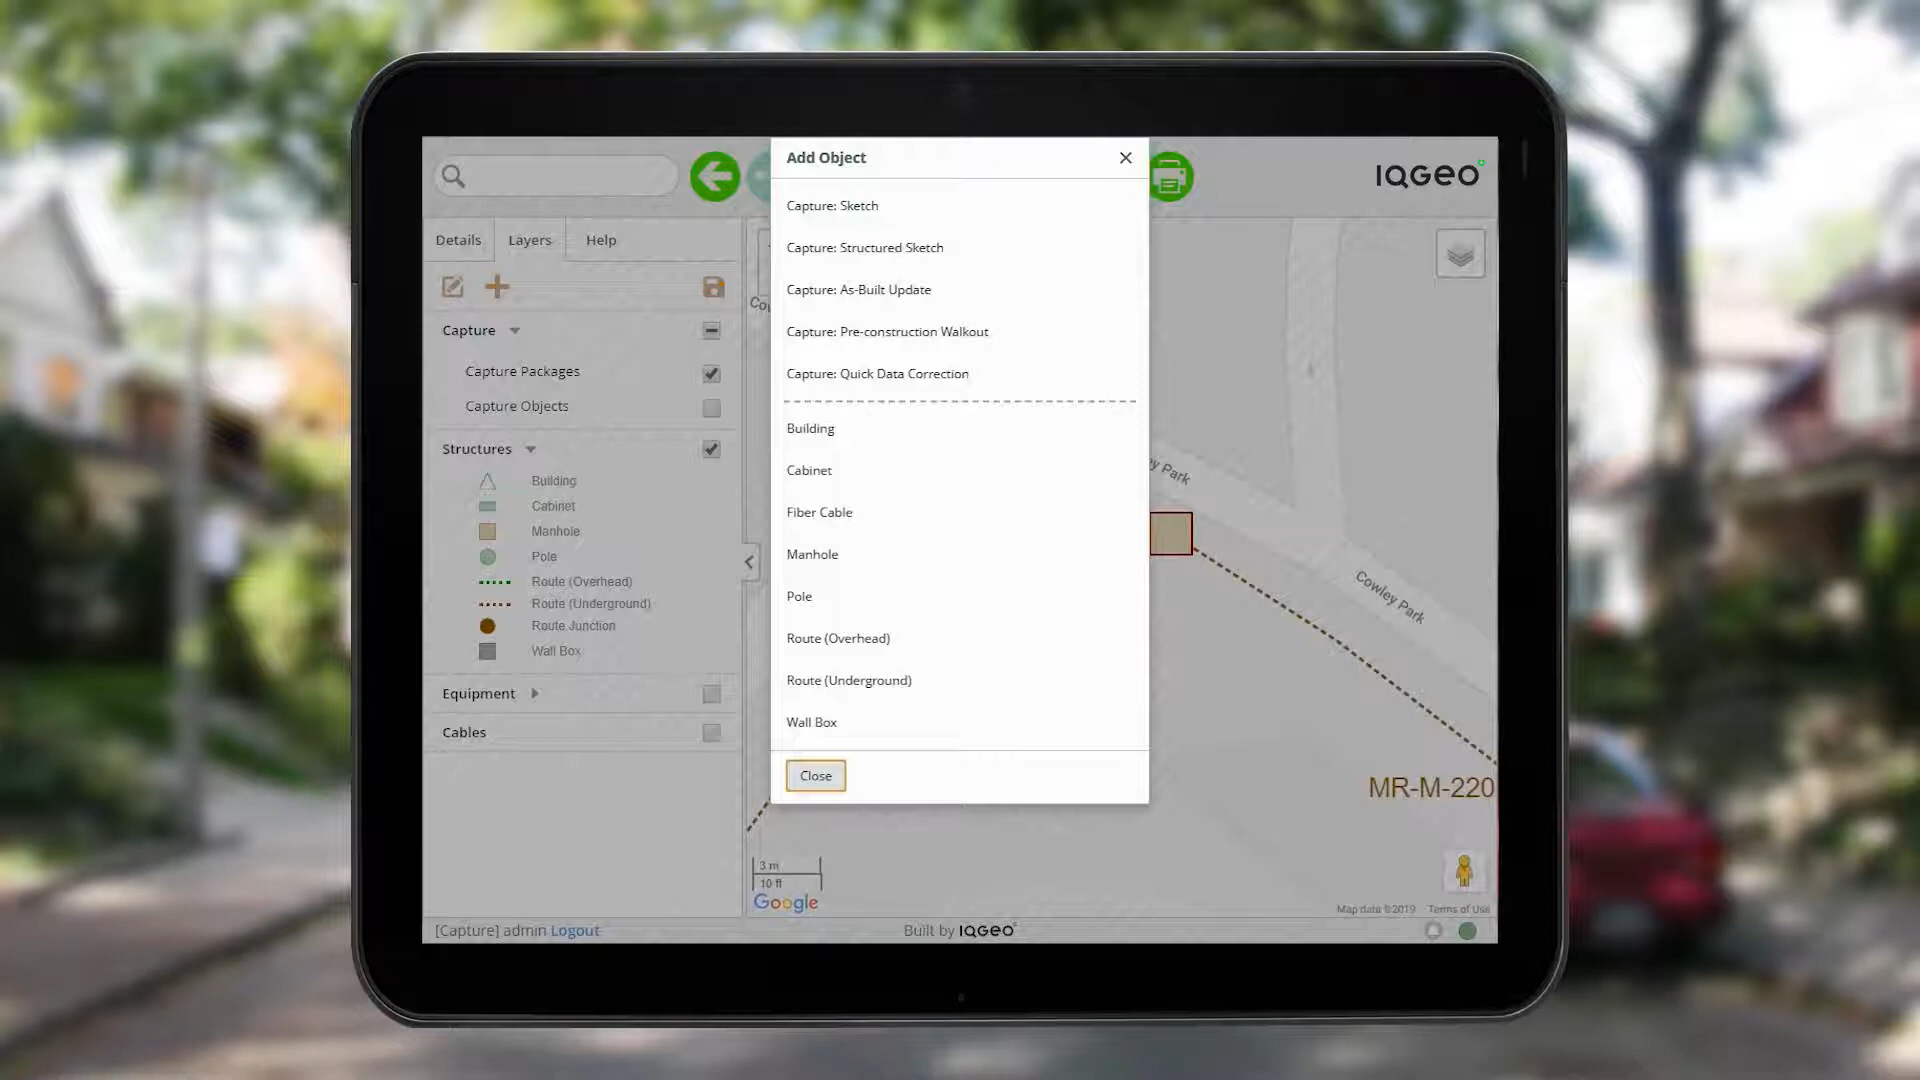 IQGEO
Details
Layers
Help
Capture
Capture Packages
Capture Objects
Structures
Building
Cabinet
Manhole
Pole
Route (Overhead)
Route (Underground)
Route Junction
Wall Box
Equipment
Cables
Add Object
Capture: Sketch
Capture: Structured Sketch
Capture: As-Built Update
Capture: Pre-construction Walkout
Capture: Quick Data Correction
Building
Cabinet
Fiber Cable
Manhole
Pole
Route (Overhead)
Route (Underground)
Wall Box
Close
Park
Cowley Park
MR-M-220
3 m
10 ft
Google
Map data ©2019
Terms of Use
[Capture] admin Logout
Built by IQGEO